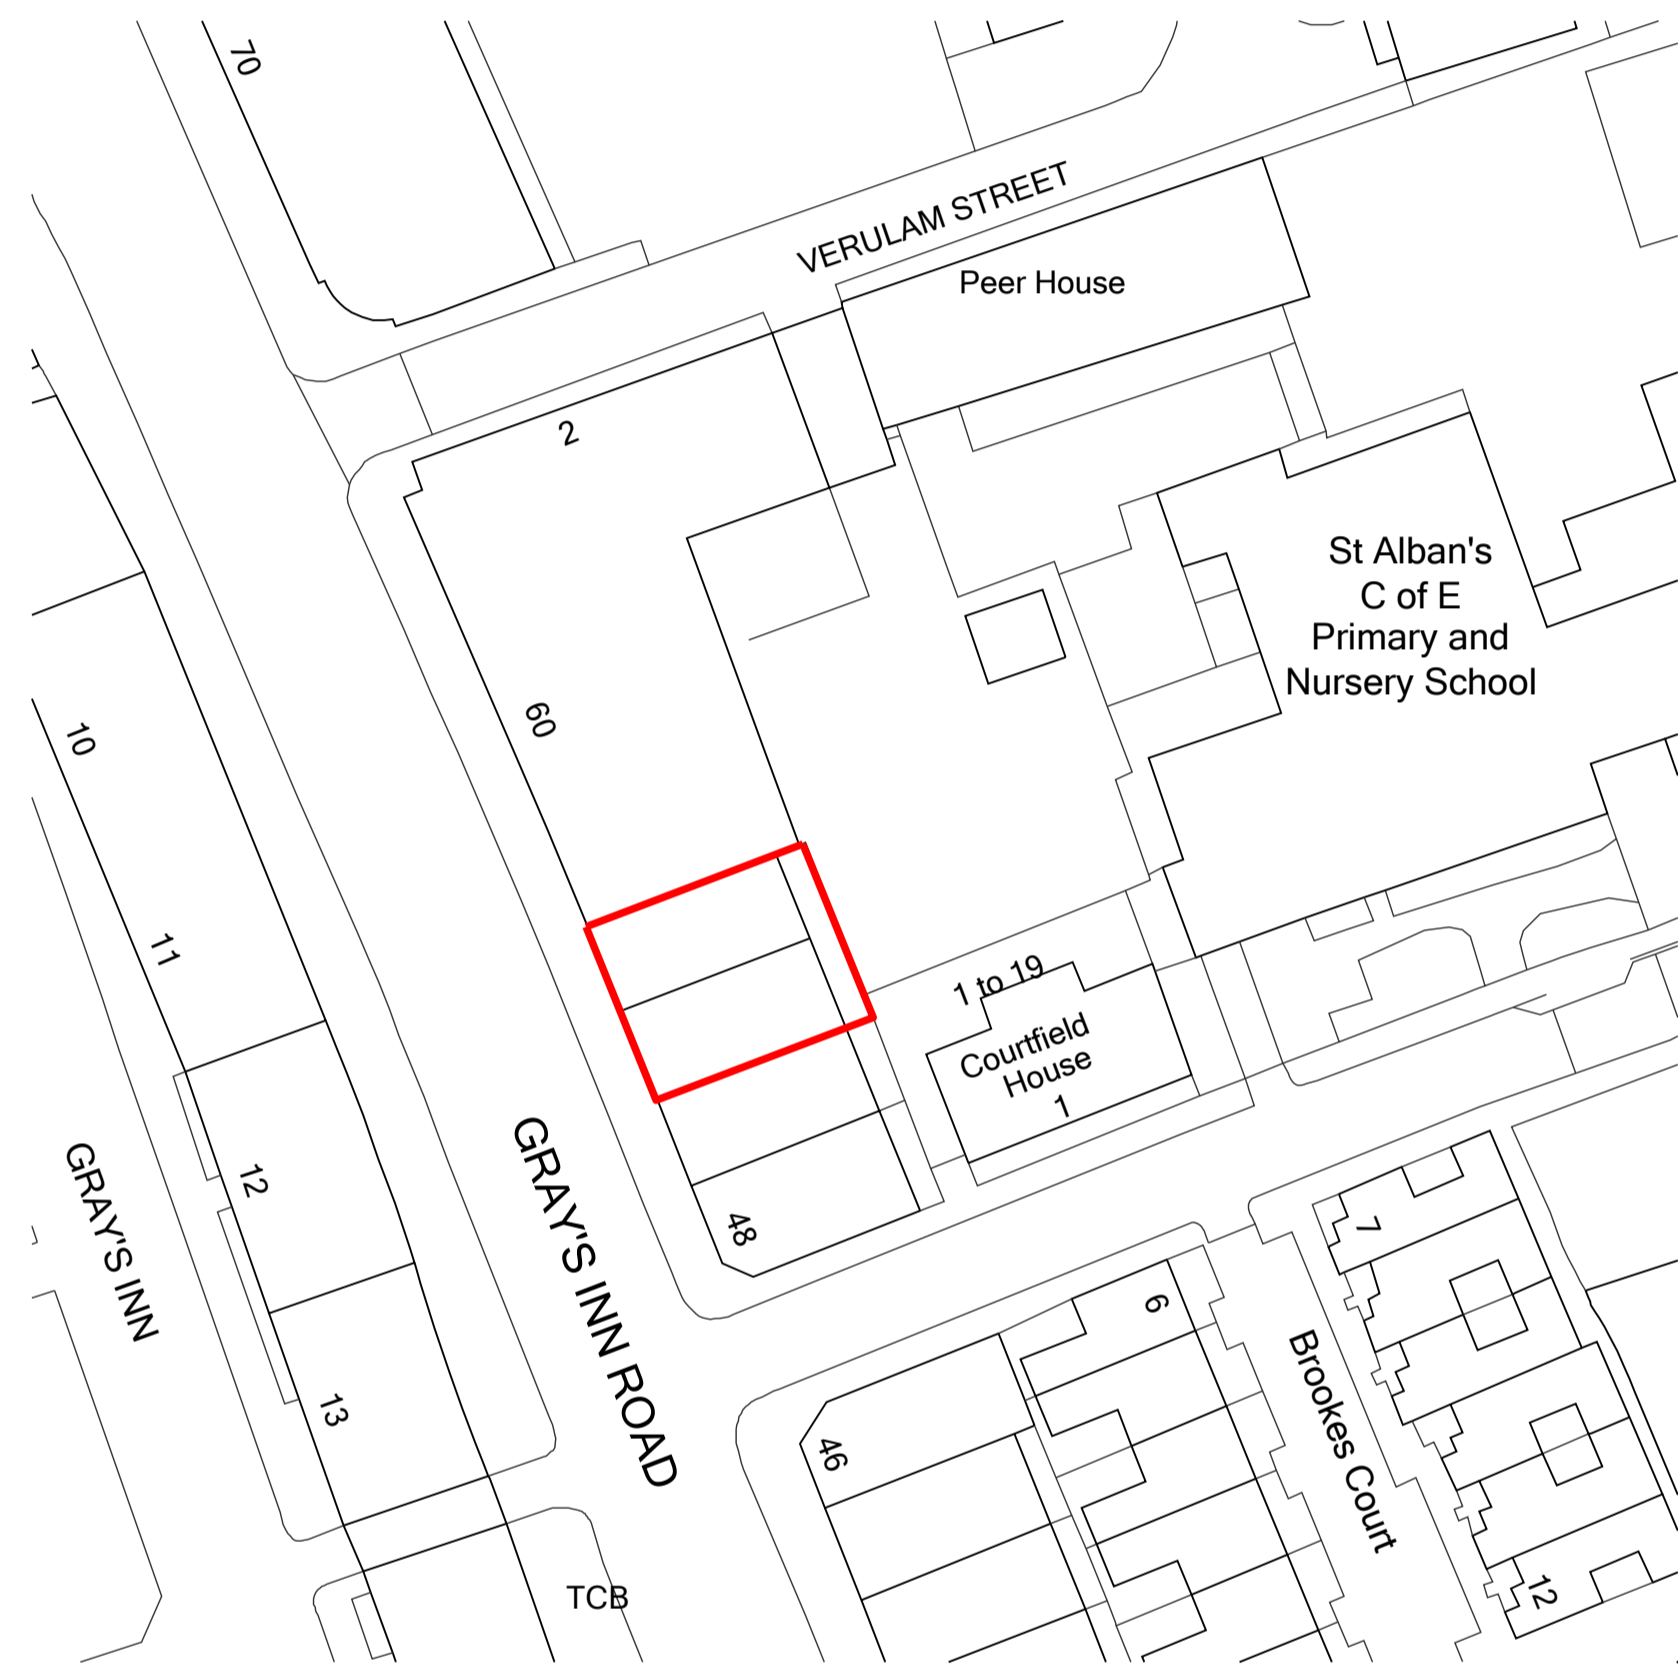 70
VERULAM STREET
Peer House
2
St Alban's
C of E
Primary and
Nursery School
60
10
11
1 to 19
Courtfield
House
1
GRAY'S INN
12
GRAY'S INN ROAD
48
7
6
Brookes Court
13
46
TCB
12